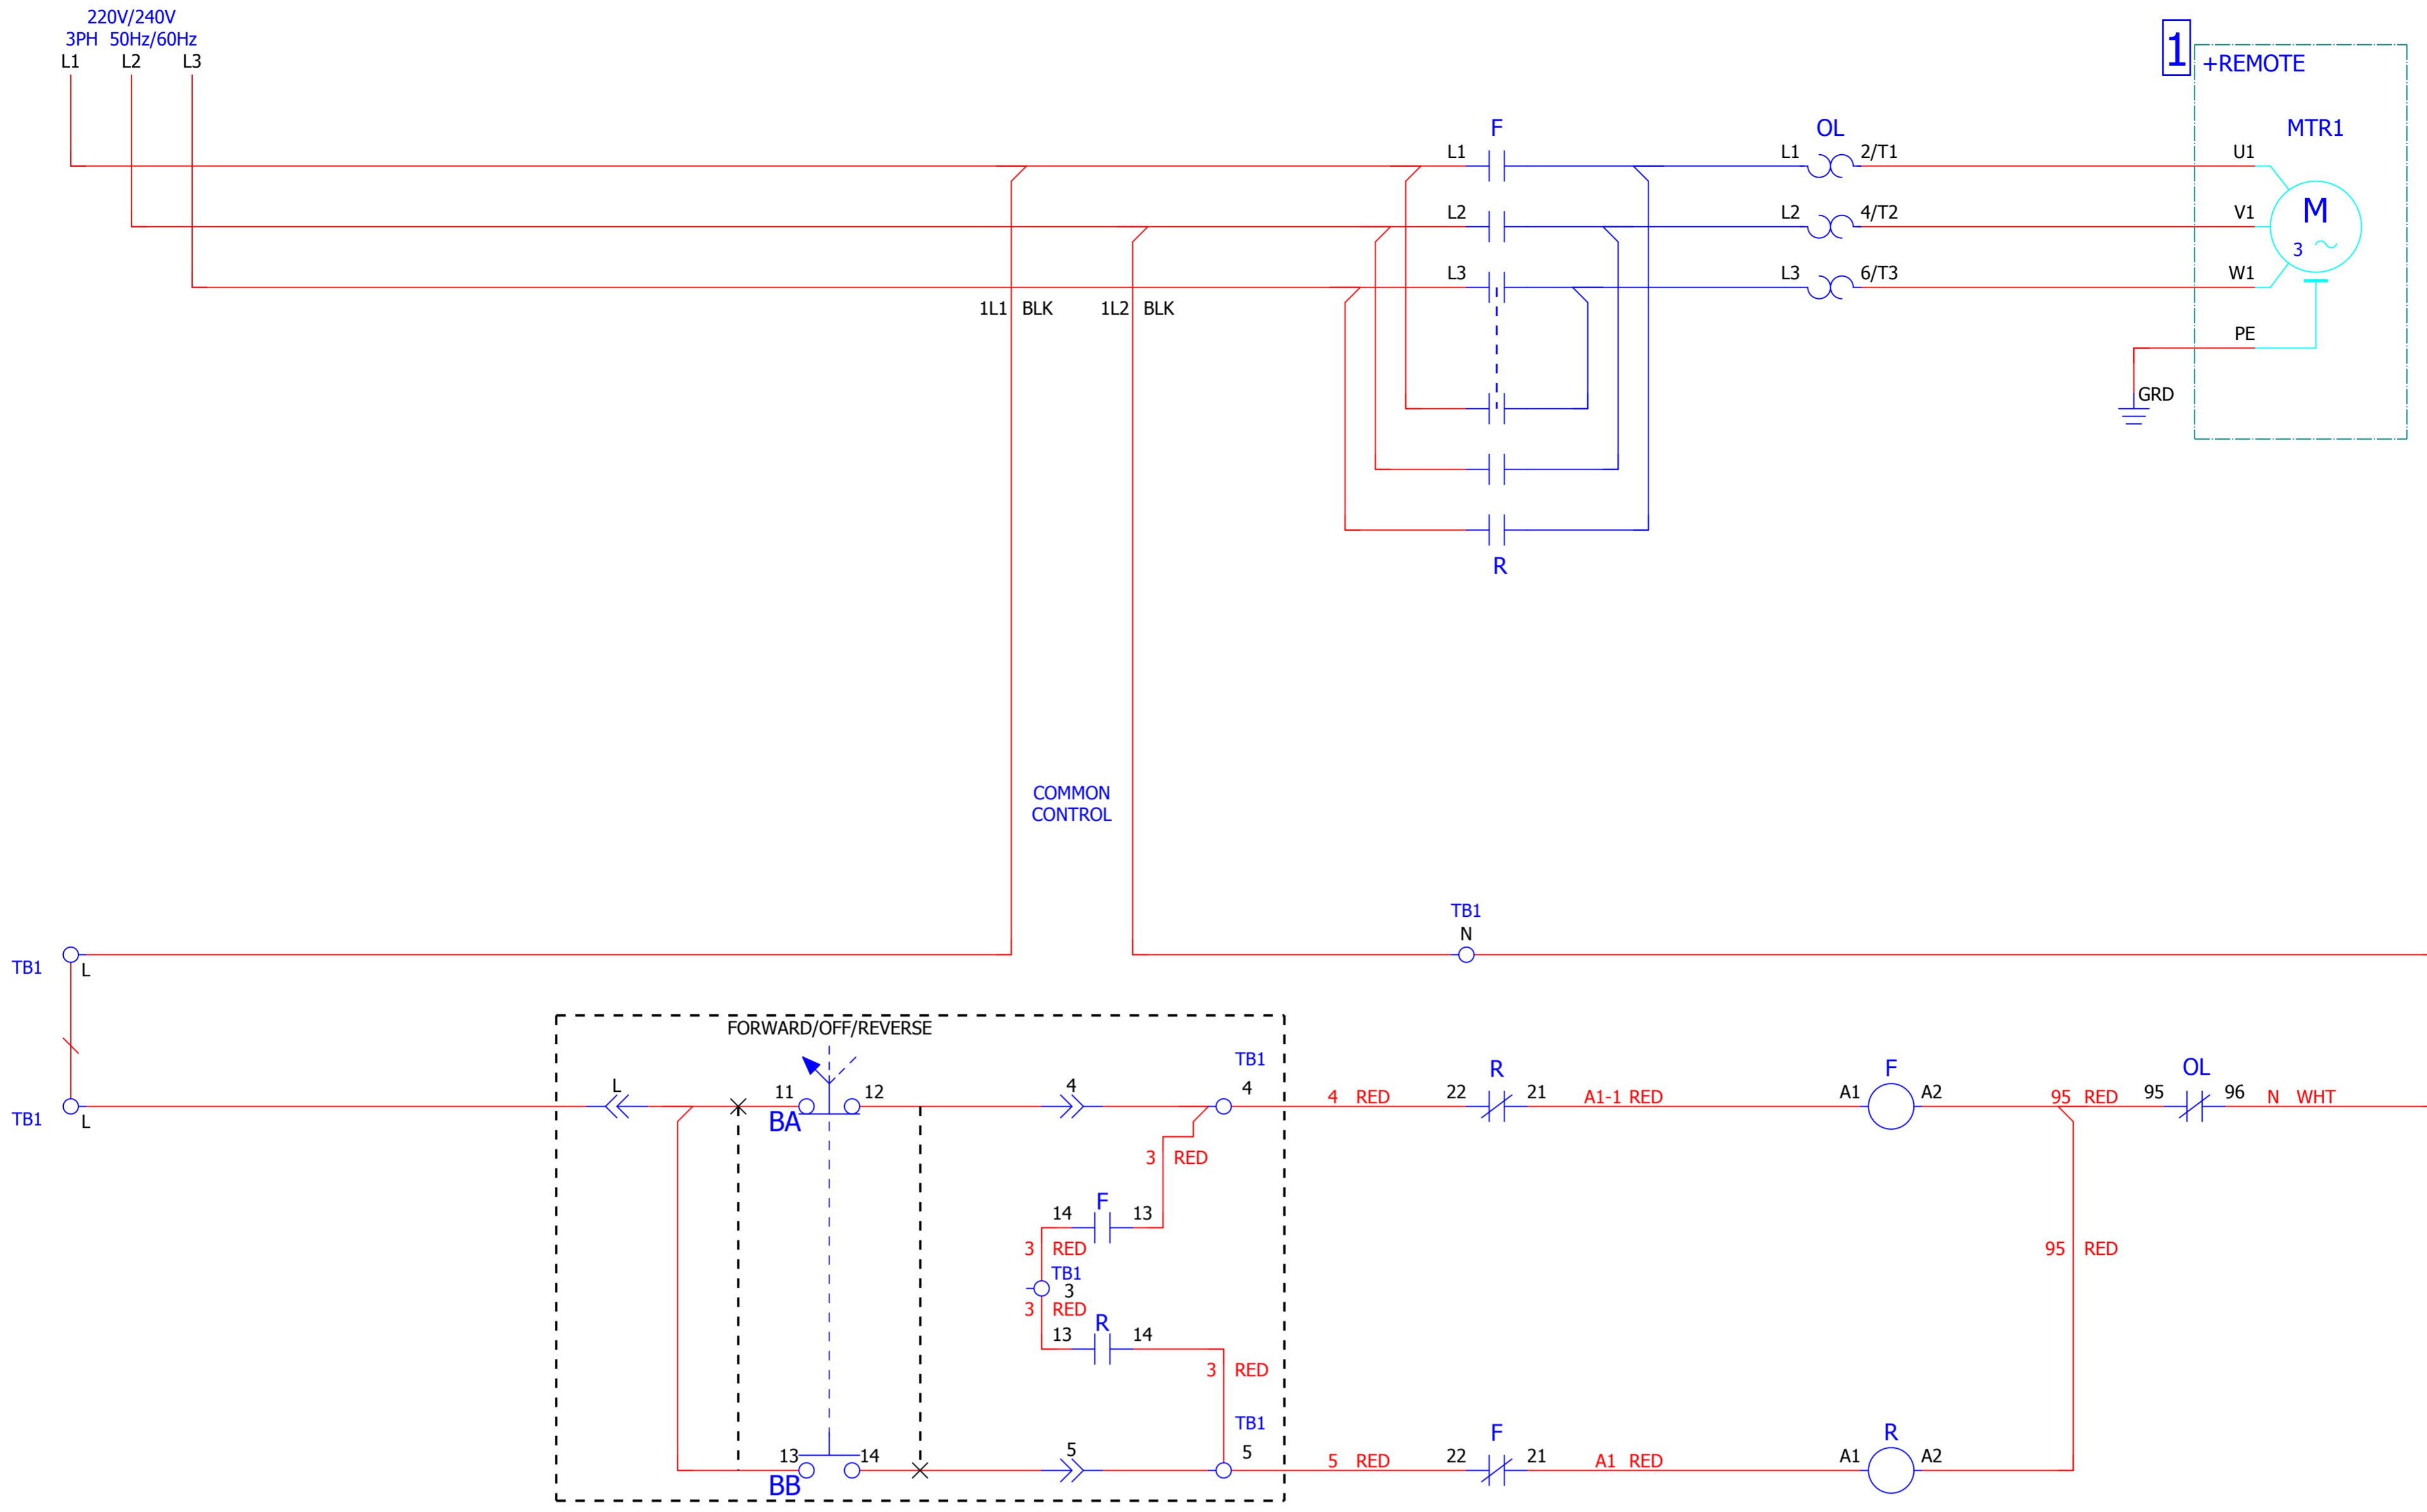 220V/240V
3PH 50Hz/60Hz
L1 L2 L3
1
+REMOTE
F
OL
MTR1
L1
L1
2/T1
U1
M
3
L2
L2
4/T2
V1
L3
L3
6/T3
W1
1L1 BLK
1L2 BLK
PE
GRD
R
COMMON
CONTROL
TB1
N
TB1
L
FORWARD/OFF/REVERSE
TB1
L
L
11
12
BA
4
TB1
4
4 RED
22
R
21
A1-1 RED
A1
F
A2
95 RED
95
OL
96
N WHT
3 RED
14
F
13
3 RED
TB1
3
3 RED
13
R
14
3 RED
95 RED
13
14
BB
5
TB1
5
5 RED
22
F
21
A1 RED
A1
R
A2